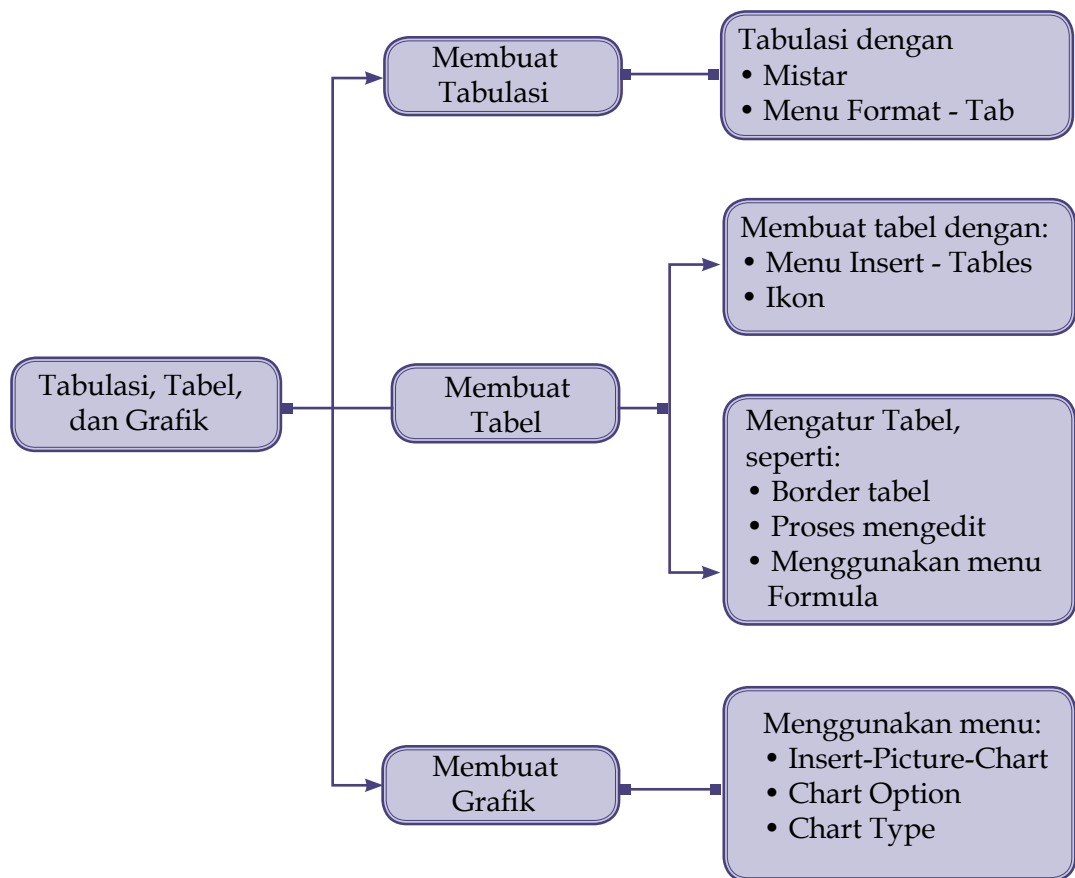 Tabulasi, Tabel,
dan Grafik
Membuat
Tabulasi
Tabulasi dengan
• Mistar
• Menu Format - Tab
Membuat
Tabel
Membuat tabel dengan:
• Menu Insert - Tables
• Ikon
Mengatur Tabel,
seperti:
• Border tabel
• Proses mengedit
• Menggunakan menu
Formula
Membuat
Grafik
Menggunakan menu:
• Insert-Picture-Chart
• Chart Option
• Chart Type